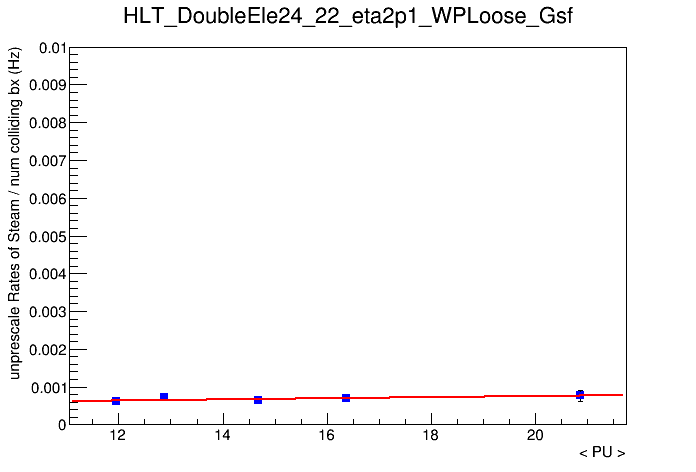 HLT_DoubleEle24_22_eta2p1_WPLoose_Gsf
unprescale Rates of Steam / num colliding bx (Hz)
0.01
0.009
0.008
0.007
0.006
0.005
0.004
0.003
0.002
0.001
0
12 14 16 18 20
< PU >